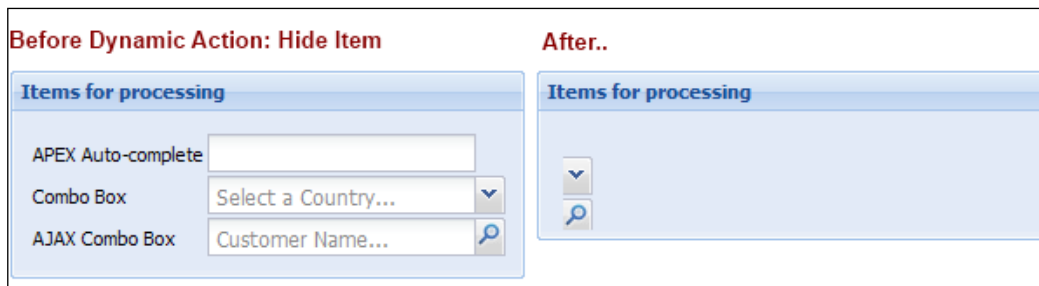 Before Dynamic Action: Hide Item
After..
Items for processing
Items for processing
APEX Auto-complete
Combo Box
Select a Country...
AJAX Combo Box
Customer Name...